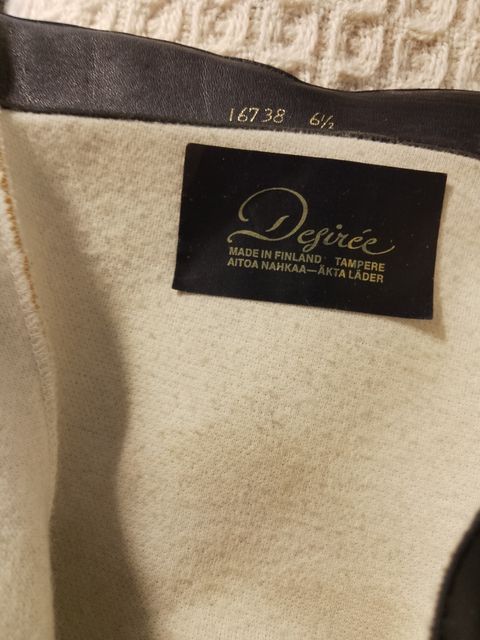 16738 6½
Desirée
MADE IN FINLAND TAMPERE
AITOA NAHKAA—ÄKTA LÄDER